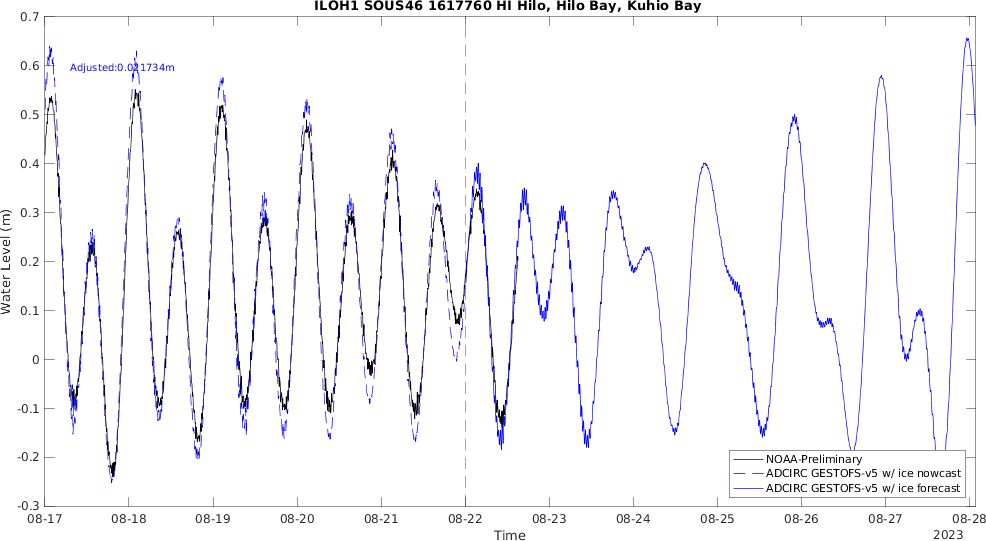 ILOH1 SOUS46 1617760 HI Hilo, Hilo Bay, Kuhio Bay
Adjusted:0.021734m
Water Level (m)
0.7
0.6
0.5
0.4
0.3
0.2
0.1
0
-0.1
-0.2
-0.3
NOAA-Preliminary
ADCIRC GESTOFS-v5 w/ ice nowcast
ADCIRC GESTOFS-v5 w/ ice forecast
08-17 08-18 08-19 08-20 08-21 08-22 08-23 08-24 08-25 08-26 08-27 08-28
Time
2023